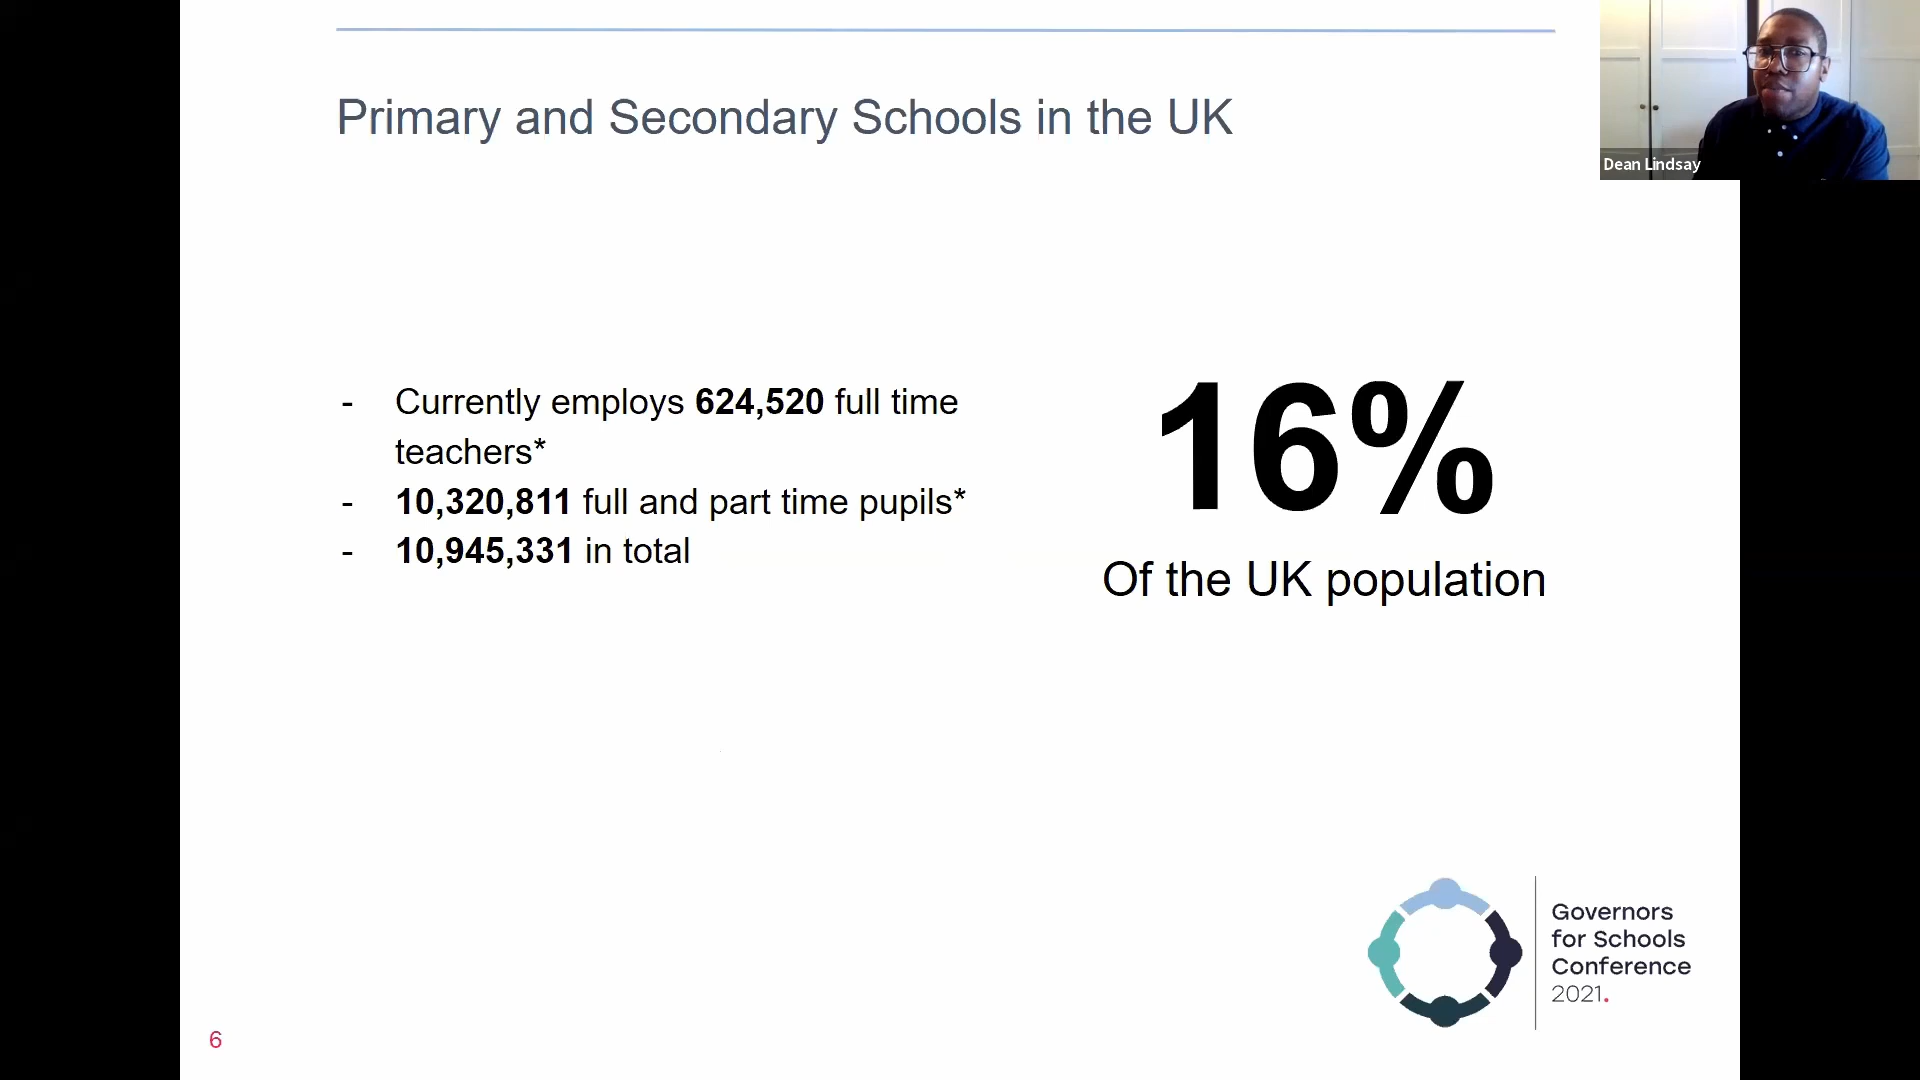 Primary and Secondary Schools in the UK
Dean Lindsay
- Currently employs 624,520 full time
teachers*
- 10,320,811 full and part time pupils*
- 10,945,331 in total
16%
Of the UK population
Governors
for Schools
Conference
2021.
6